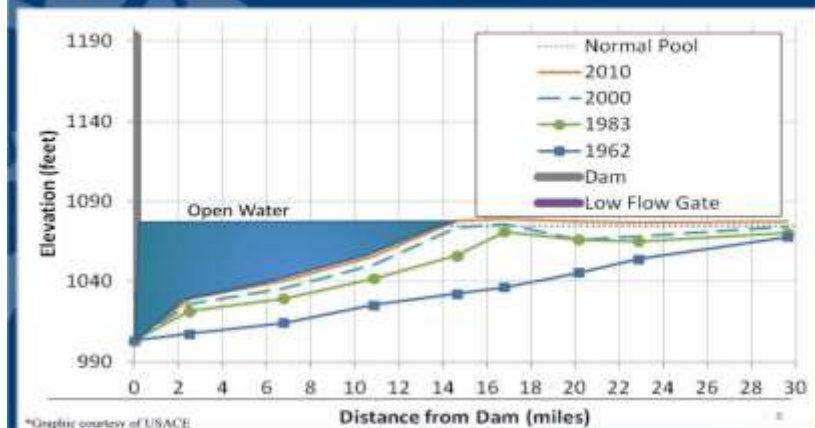 1190
1140
1090
1040
990
Elevation (feet)
Normal Pool
2010
2000
1983
1962
Dam
Low Flow Gate
Open Water
0 2 4 6 8 10 12 14 16 18 20 22 24 26 28 30
Distance from Dam (miles)
*Graphic courtesy of USACE